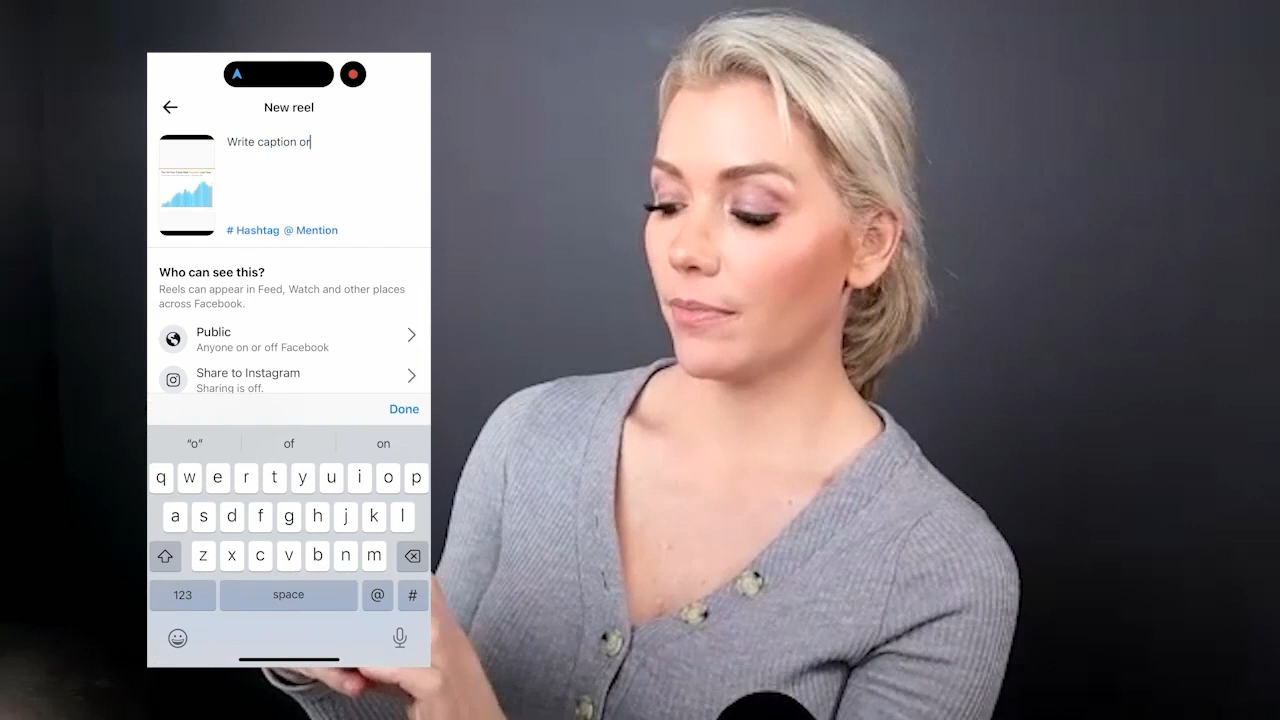 New reel
Write caption or
# Hashtag @ Mention
Who can see this?
Reels can appear in Feed, Watch and other places
across Facebook.
Public
Anyone on or off Facebook
Share to Instagram
Sharing is off.
Done
“o” of on
q w e r t y u i o p
a s d f g h j k l
z x c v b n m
123 space @ #